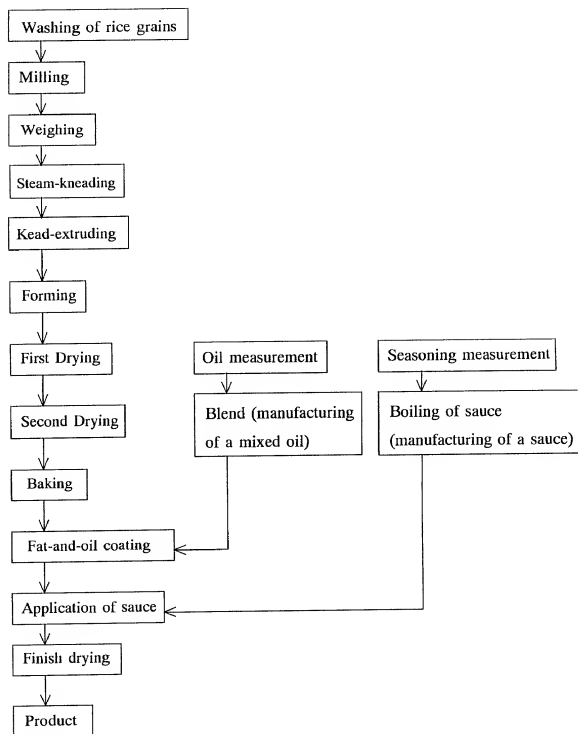 Washing of rice grains
Milling
Weighing
Steam-kneading
Kead-extruding
Forming
First Drying
Second Drying
Baking
Fat-and-oil coating
Application of sauce
Finish drying
Product
Oil measurement
Blend (manufacturing
of a mixed oil)
Seasoning measurement
Boiling of sauce
(manufacturing of a sauce)